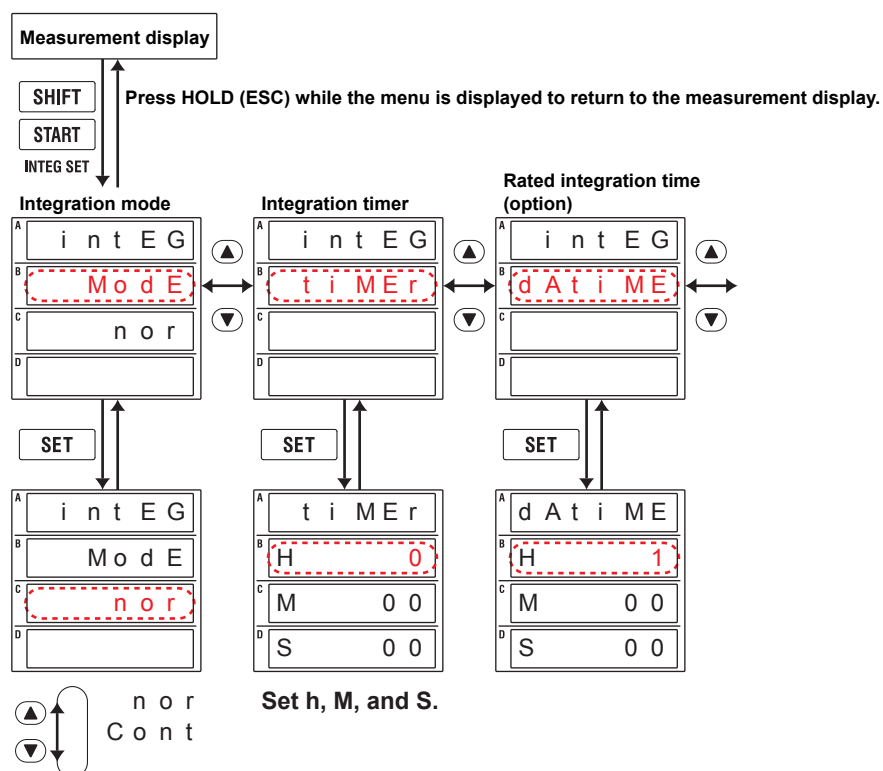 Measurement display
SHIFT
Press HOLD (ESC) while the menu is displayed to return to the measurement display.
START
INTEG SET
Integration mode
A
i n t E G
B
M o d E
C
n o r
D
Integration timer
A
i n t E G
B
t i M E r
C
D
Rated integration time
(option)
A
i n t E G
B
d A t i M E
C
D
SET
SET
SET
A
i n t E G
B
M o d E
C
n o r
D
n o r
C o n t
A
t i M E r
B
H 0
C
M 0 0
D
S 0 0
Set h, M, and S.
A
d A t i M E
B
H 1
C
M 0 0
D
S 0 0